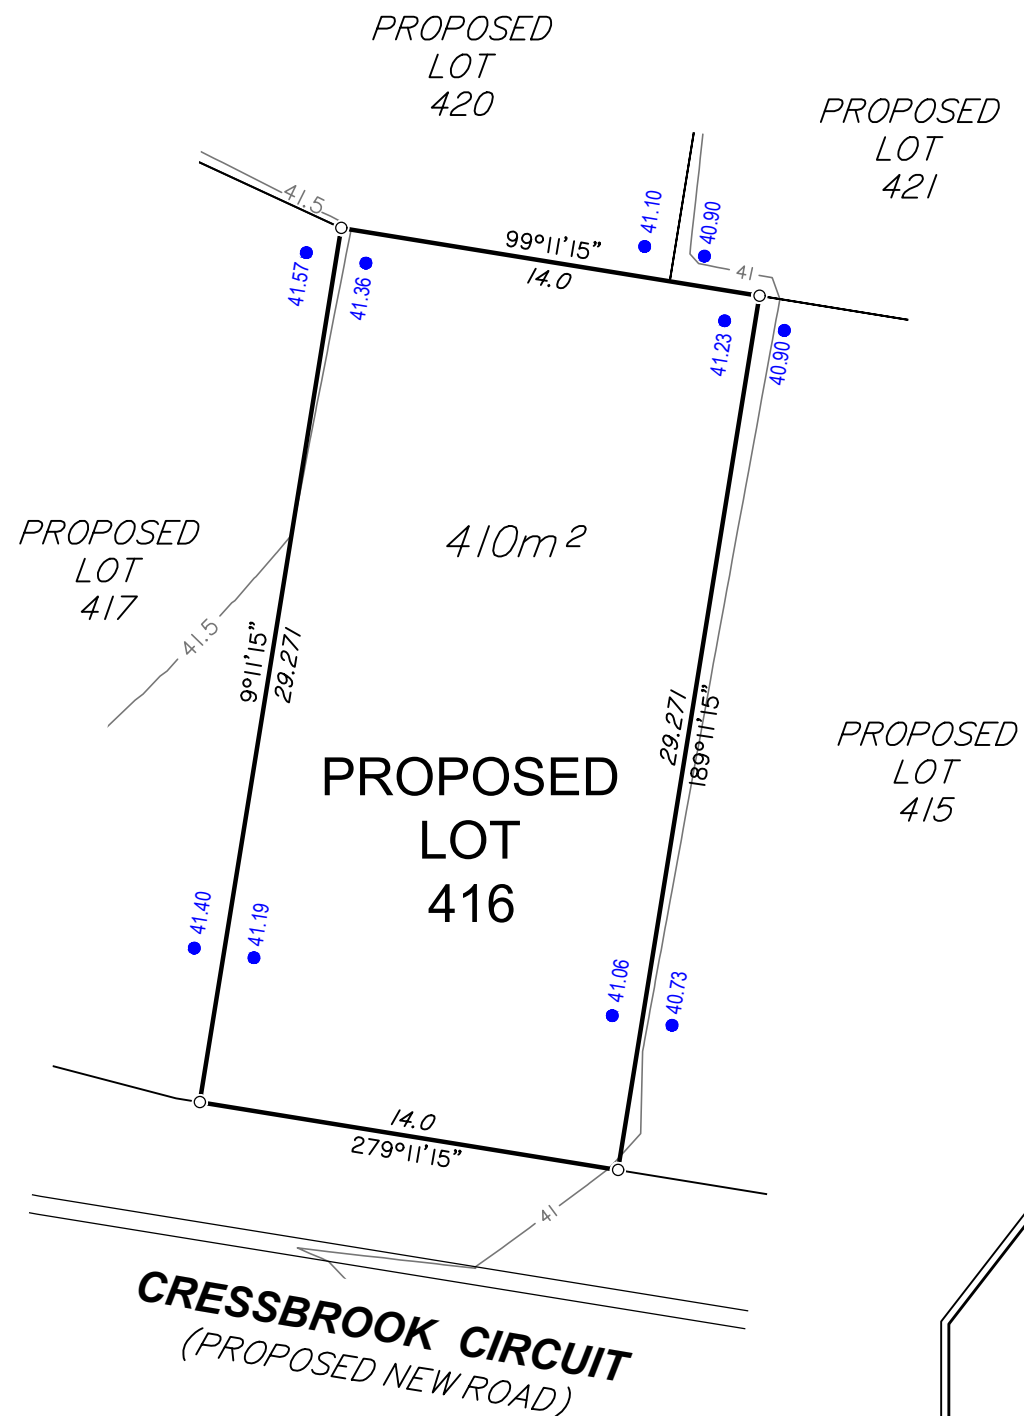 PROPOSED
LOT
420
PROPOSED
LOT
421
41.5
41.10
40.90
99°11'15"
14.0
41
41.57
41.36
41.23
40.90
PROPOSED
LOT
417
410m²
41.5
9°11'15"
29.271
29.271
189°11'15"
PROPOSED
LOT
416
PROPOSED
LOT
415
41.40
41.19
41.06
40.73
14.0
279°11'15"
41
CRESSBROOK CIRCUIT
(PROPOSED NEW ROAD)